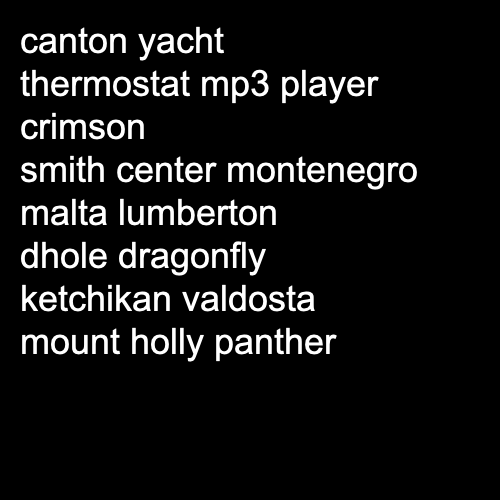 canton yacht
thermostat mp3 player
crimson
smith center montenegro
malta lumberton
dhole dragonfly
ketchikan valdosta
mount holly panther